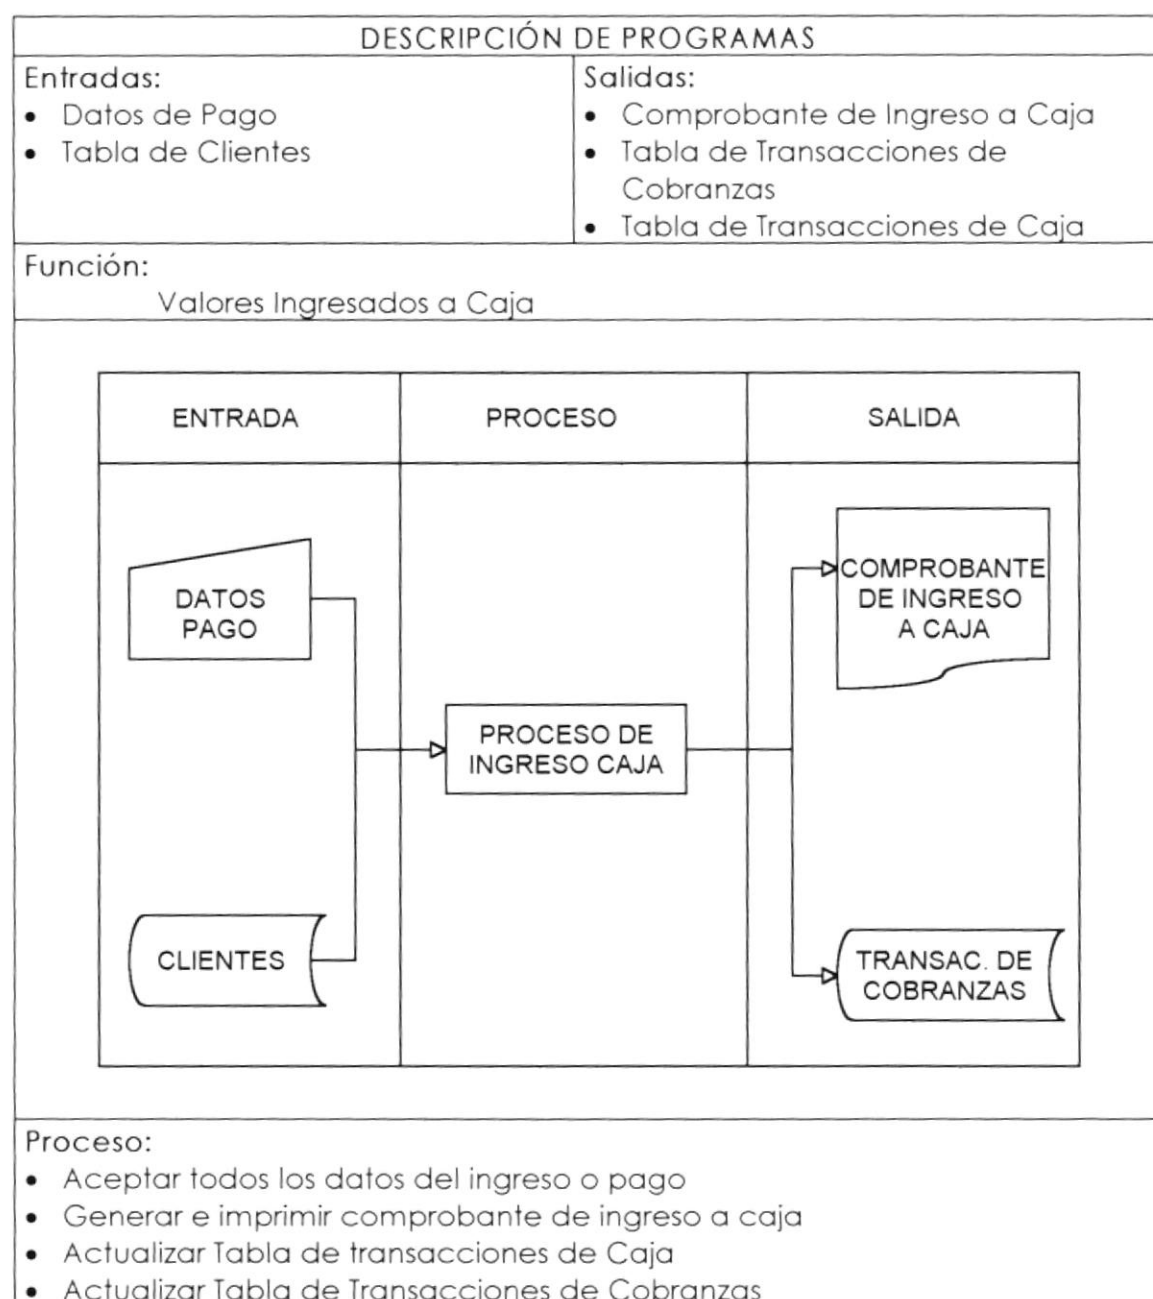 DESCRIPCIÓN DE PROGRAMAS
Entradas:
• Datos de Pago
• Tabla de Clientes
Salidas:
• Comprobante de Ingreso a Caja
• Tabla de Transacciones de
Cobranzas
• Tabla de Transacciones de Caja
Función:
Valores Ingresados a Caja
ENTRADA
PROCESO
SALIDA
DATOS
PAGO
CLIENTES
PROCESO DE
INGRESO CAJA
COMPROBANTE
DE INGRESO
A CAJA
TRANSAC. DE
COBRANZAS
Proceso:
• Aceptar todos los datos del ingreso o pago
• Generar e imprimir comprobante de ingreso a caja
• Actualizar Tabla de transacciones de Caja
• Actualizar Tabla de Transacciones de Cobranzas